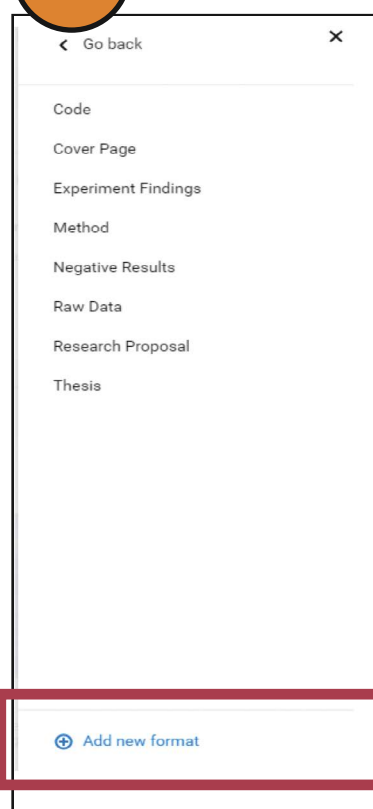 Go back
Code
Cover Page
Experiment Findings
Method
Negative Results
Raw Data
Research Proposal
Thesis
Add new format